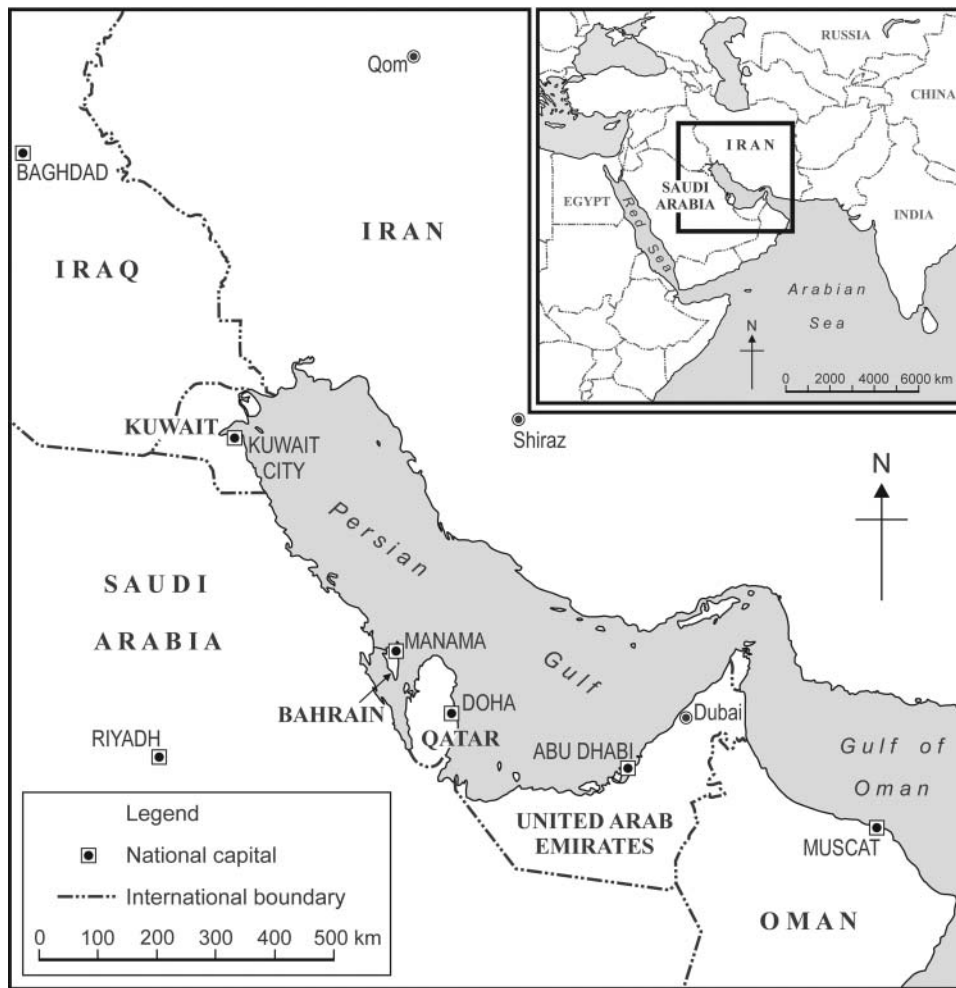 Qom
BAGHDAD
IRAN
IRAQ
KUWAIT
KUWAIT
CITY
Shiraz
N
Persian
Gulf
SAUDI
ARABIA
MANAMA
BAHRAIN
DOHA
QATAR
RIYADH
ABU DHABI
Dubai
UNITED ARAB
EMIRATES
Gulf of
Oman
MUSCAT
OMAN
Legend
National capital
International boundary
0 100 200 300 400 500 km
RUSSIA
CHINA
IRAN
SAUDI
ARABIA
EGYPT
Red Sea
INDIA
Arabian
Sea
N
0 2000 4000 6000 km